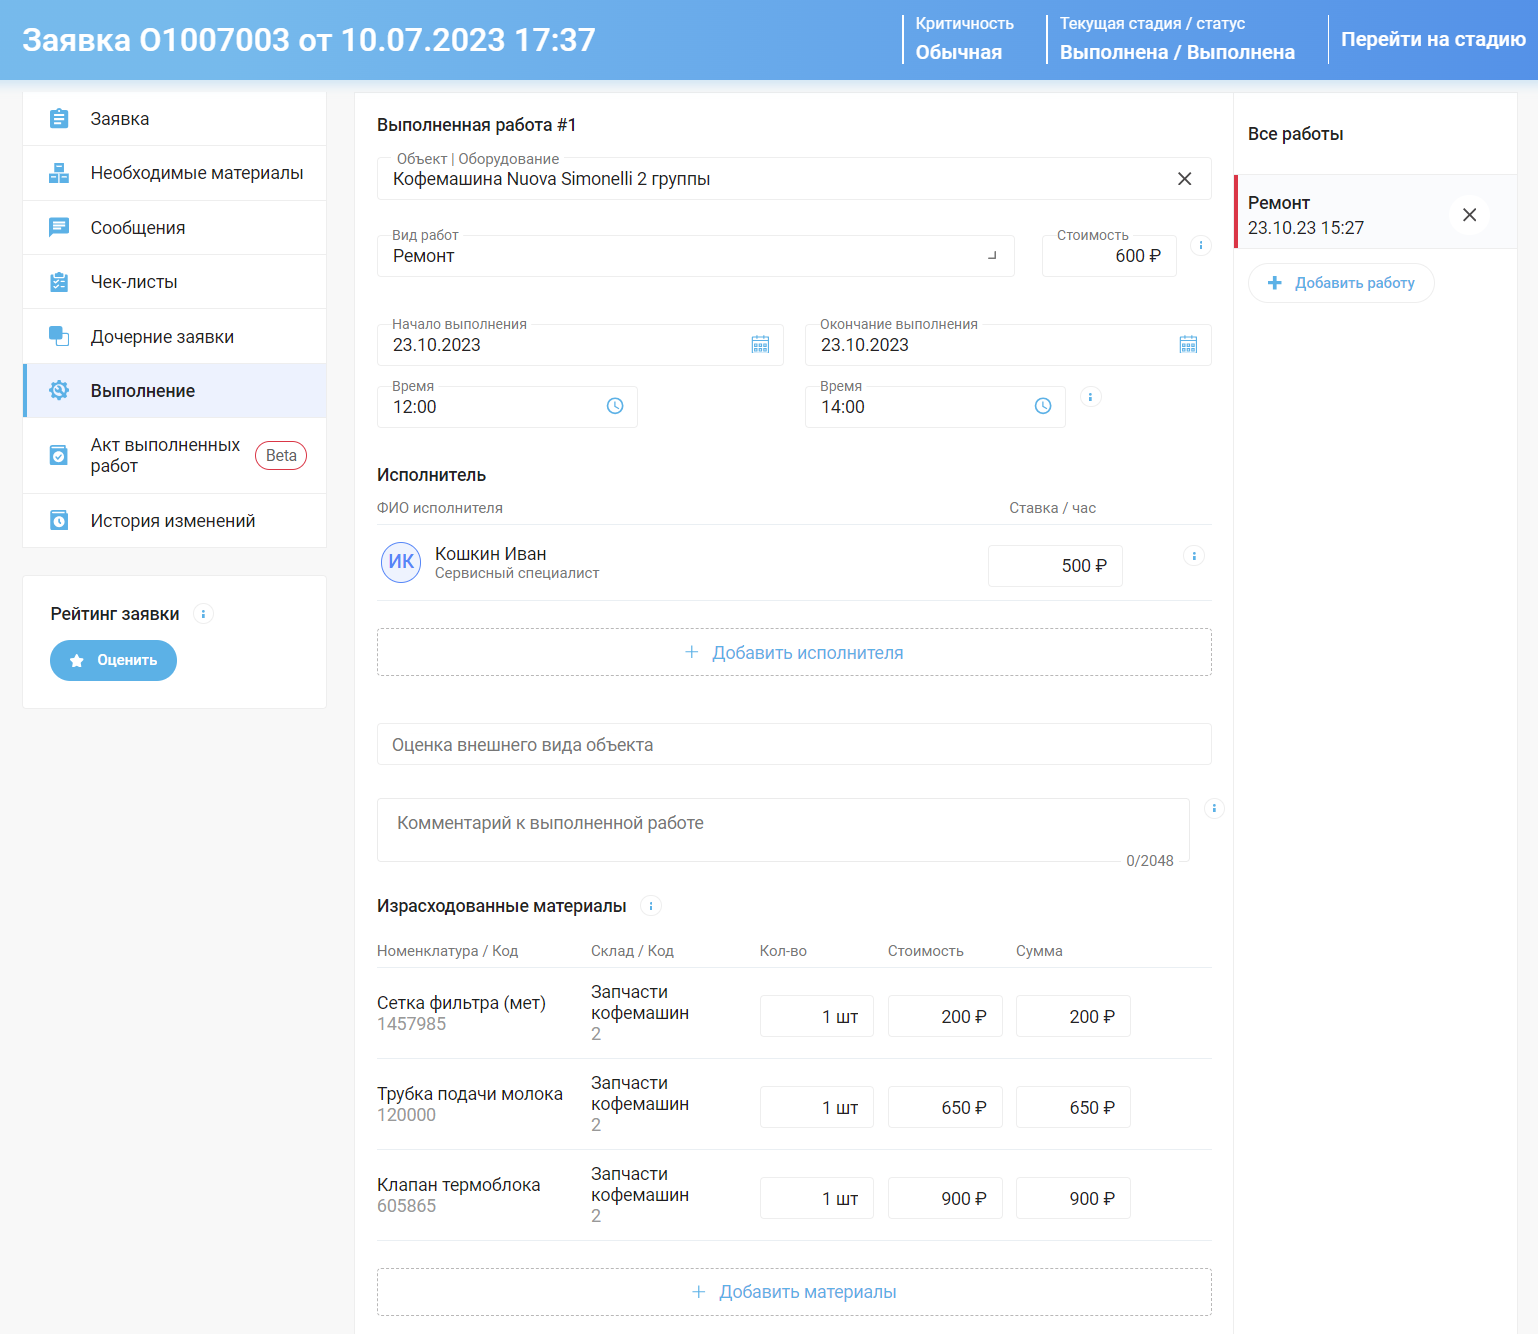 Заявка О1007003 от 10.07.2023 17:37
Критичность
Обычная
Текущая стадия / статус
Выполнена / Выполнена
Перейти на стадию
Заявка
Необходимые материалы
Сообщения
Чек-листы
Дочерние заявки
Выполнение
Акт выполненных
работ
Beta
История изменений
Рейтинг заявки
Оценить
Выполненная работа #1
Объект | Оборудование
Кофемашина Nuova Simonelli 2 группы
Вид работ
Ремонт
Стоимость
600 ₽
Начало выполнения
23.10.2023
Окончание выполнения
23.10.2023
Время
12:00
Время
14:00
Исполнитель
ФИО исполнителя
Ставка / час
ИК
Кошкин Иван
Сервисный специалист
500 ₽
+ Добавить исполнителя
Оценка внешнего вида объекта
Комментарий к выполненной работе
0/2048
Израсходованные материалы
Номенклатура / Код Склад / Код Кол-во Стоимость Сумма
Сетка фильтра (мет)
1457985
Запчасти
кофемашин
2
1 шт 200 ₽ 200 ₽
Трубка подачи молока
120000
Запчасти
кофемашин
2
1 шт 650 ₽ 650 ₽
Клапан термоблока
605865
Запчасти
кофемашин
2
1 шт 900 ₽ 900 ₽
+ Добавить материалы
Все работы
Ремонт
23.10.23 15:27
+ Добавить работу